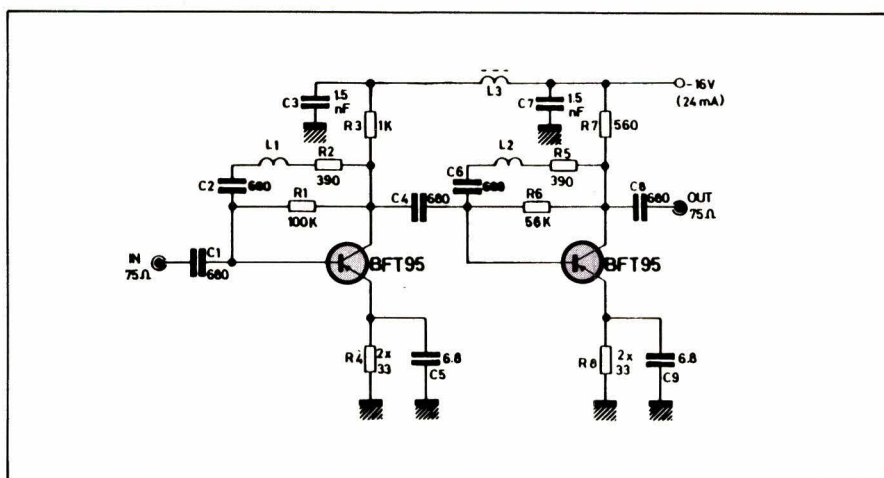 C3
1.5
nF
R3
1K
L3
C7
1.5
nF
R7
560
-16V
(24mA)
L1
R2
390
C2
680
R1
100K
C4
680
C6
680
L2
R5
390
R6
56K
C8
680
OUT
75Ω
IN
75Ω
C1
680
BFT95
BFT95
R4
2x
33
6.8
C5
R8
2x
33
6.8
C9